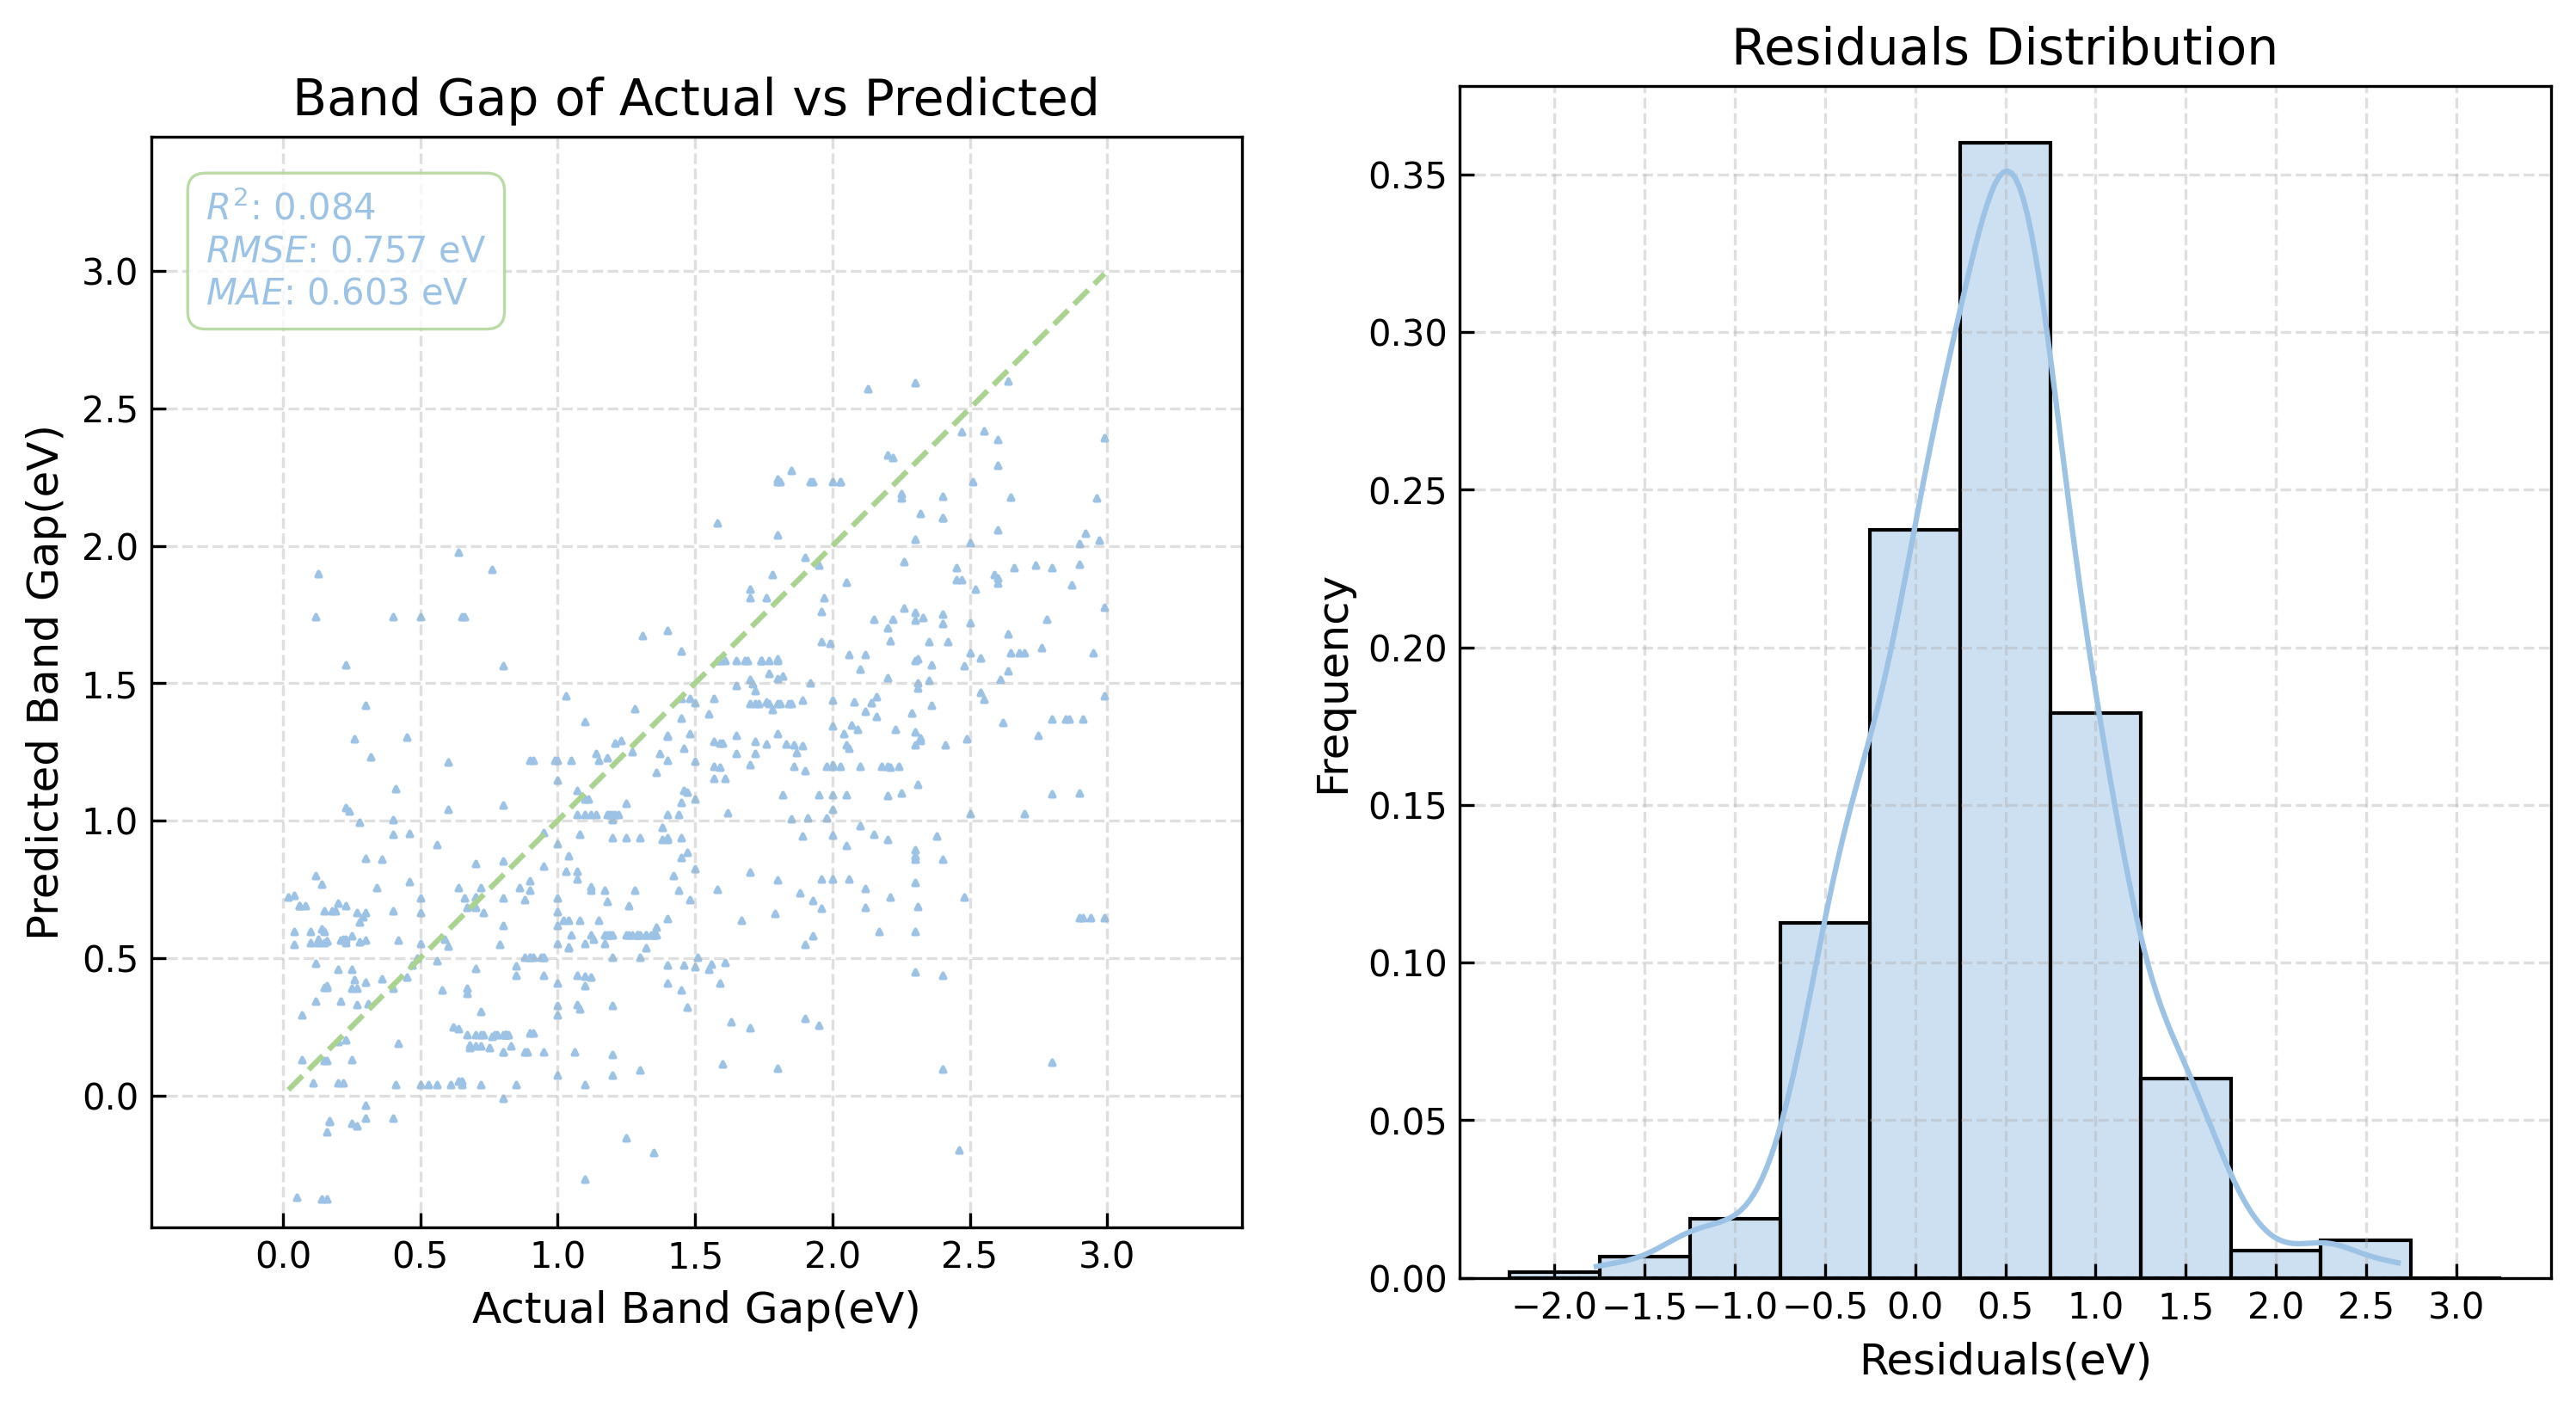 Band Gap of Actual vs Predicted
R²: 0.084
RMSE: 0.757 eV
MAE: 0.603 eV
3.0
2.5
2.0
1.5
1.0
0.5
0.0
Predicted Band Gap(eV)
0.0 0.5 1.0 1.5 2.0 2.5 3.0
Actual Band Gap(eV)
Residuals Distribution
0.35
0.30
0.25
0.20
0.15
0.10
0.05
0.00
Frequency
−2.0 −1.5 −1.0 −0.5 0.0 0.5 1.0 1.5 2.0 2.5 3.0
Residuals(eV)